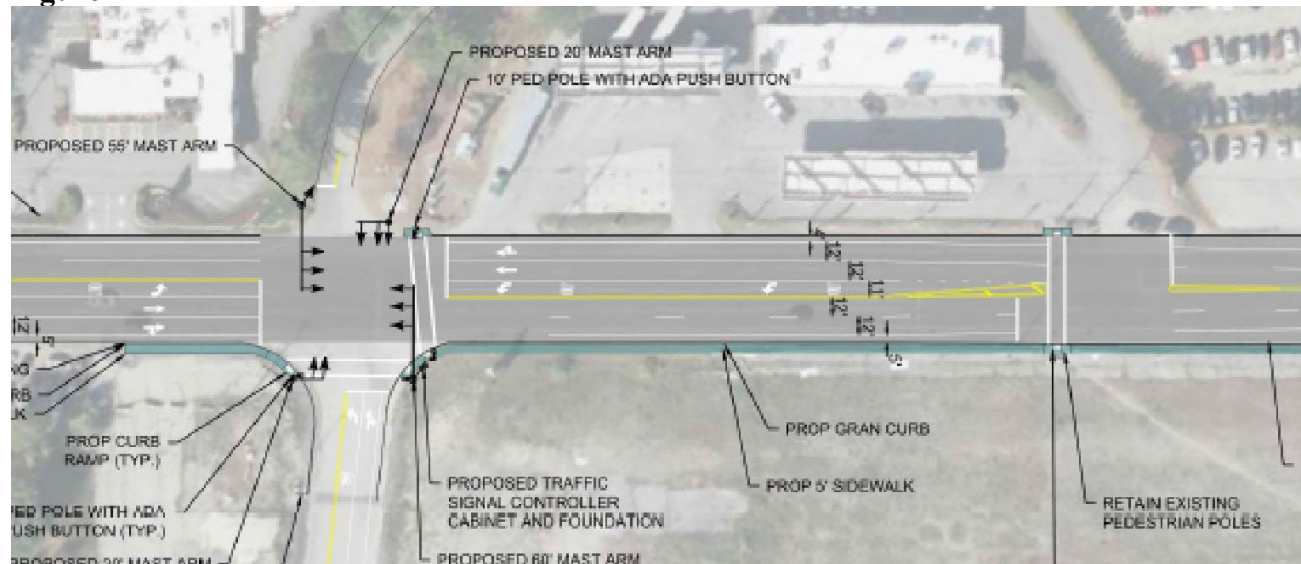 PROPOSED 20' MAST ARM
10' PED POLE WITH ADA PUSH BUTTON
PROPOSED 55' MAST ARM
4'
12'
12'
11'
12'
12'
5'
12'
5'
PROP CURB
RAMP (TYP.)
PED POLE WITH ADA
PUSH BUTTON (TYP.)
PROPOSED TRAFFIC
SIGNAL CONTROLLER
CABINET AND FOUNDATION
PROPOSED 60' MAST ARM
PROP GRAN CURB
PROP 5' SIDEWALK
RETAIN EXISTING
PEDESTRIAN POLES